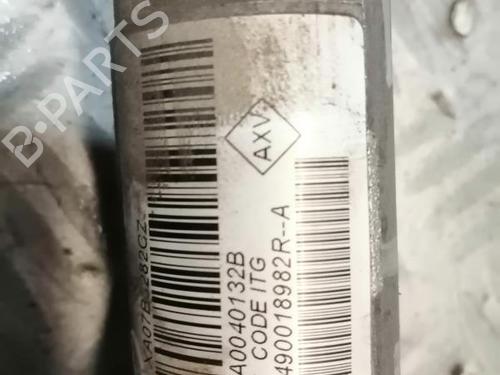 B-PARTS
AXV
A0040132B
CODE ITG
490018982R--A